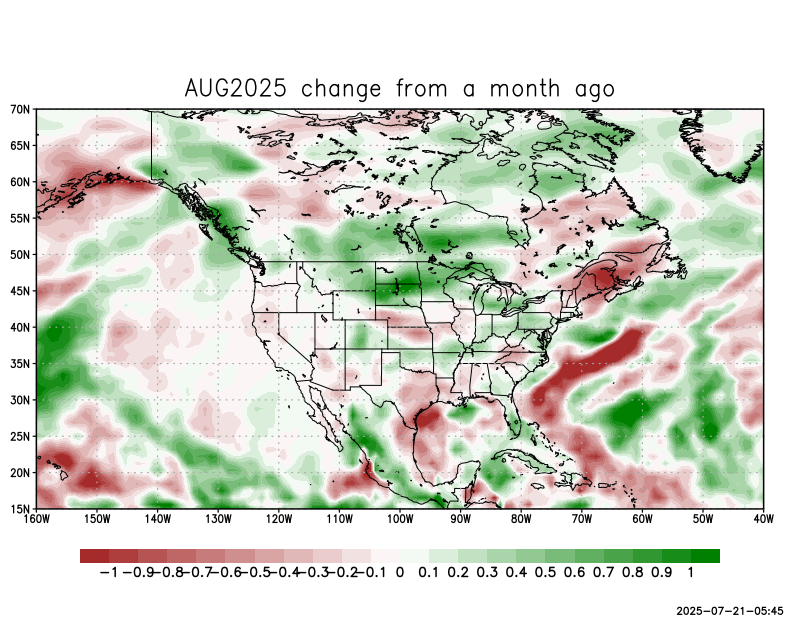 AUG2025 change from a month ago
70N
65N
60N
55N
50N
45N
40N
35N
30N
25N
20N
15N
160W 150W 140W 130W 120W 110W 100W 90W 80W 70W 60W 50W 40W
-1 -0.9 -0.8 -0.7 -0.6 -0.5 -0.4 -0.3 -0.2 -0.1 0 0.1 0.2 0.3 0.4 0.5 0.6 0.7 0.8 0.9 1
2025-07-21-05:45